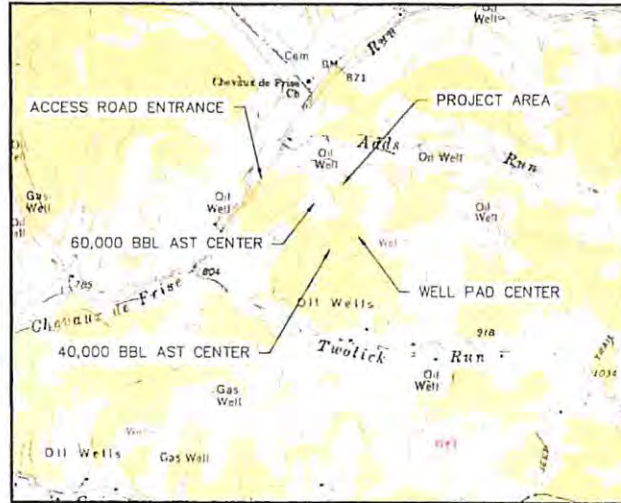 Oil
Well
Run
Cem
BM
871
Chevaux de Frise
Ch
ACCESS ROAD ENTRANCE
PROJECT AREA
Oil
Well
Adds
Oil Well
Run
Gas
Well
Oil
Well
Oil
Well
60,000 BBL AST CENTER
Well
785
804
WELL PAD CENTER
Chevaux de Frise
Oil Wells
918
40,000 BBL AST CENTER
Twolick
Run
TRAIL
1034
Oil
Well
Gas
Well
Well
JEEP
Oil Wells
Gas Well